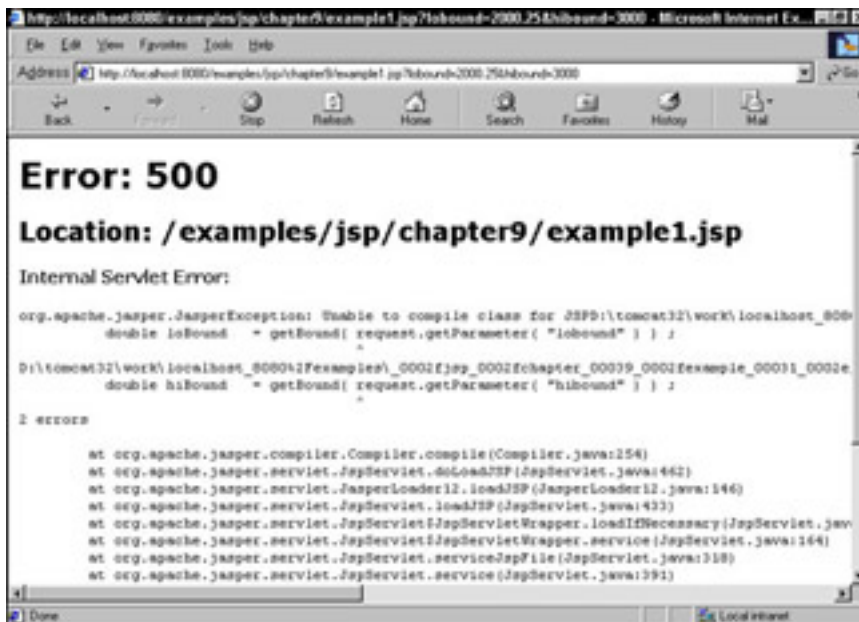 http://localhost:8080/examples/jsp/chapter9/example1.jsp?lobound=2000.25&hibound=3000 - Microsoft Internet Ex...
File Edit View Favorites Tools Help
Address http://localhost:8080/examples/jsp/chapter9/example1.jsp?lobound=2000.25&hibound=3000 Go
Back Forward Stop Refresh Home Search Favorites History Mail
Error: 500
Location: /examples/jsp/chapter9/example1.jsp
Internal Servlet Error:
org.apache.jasper.JasperException: Unable to compile class for JSPD:\tomcat32\work\localhost_808
double loBound = getBound( request.getParameter( "lobound" ) ) ;
^
D:\tomcat32\work\localhost_8080%2Fexamples\_0002fjsp_0002fchapter_00039_0002fexample_00031_0002e
double hiBound = getBound( request.getParameter( "hibound" ) ) ;
^
2 errors
at org.apache.jasper.compiler.Compiler.compile(Compiler.java:254)
at org.apache.jasper.servlet.JspServlet.doLoadJSP(JspServlet.java:462)
at org.apache.jasper.servlet.JasperLoader12.loadJSP(JasperLoader12.java:146)
at org.apache.jasper.servlet.JspServlet.loadJSP(JspServlet.java:433)
at org.apache.jasper.servlet.JspServlet$JspServletWrapper.loadIfNecessary(JspServlet.jav
at org.apache.jasper.servlet.JspServlet$JspServletWrapper.service(JspServlet.java:164)
at org.apache.jasper.servlet.JspServlet.serviceJspFile(JspServlet.java:318)
at org.apache.jasper.servlet.JspServlet.service(JspServlet.java:391)
Done Local intranet